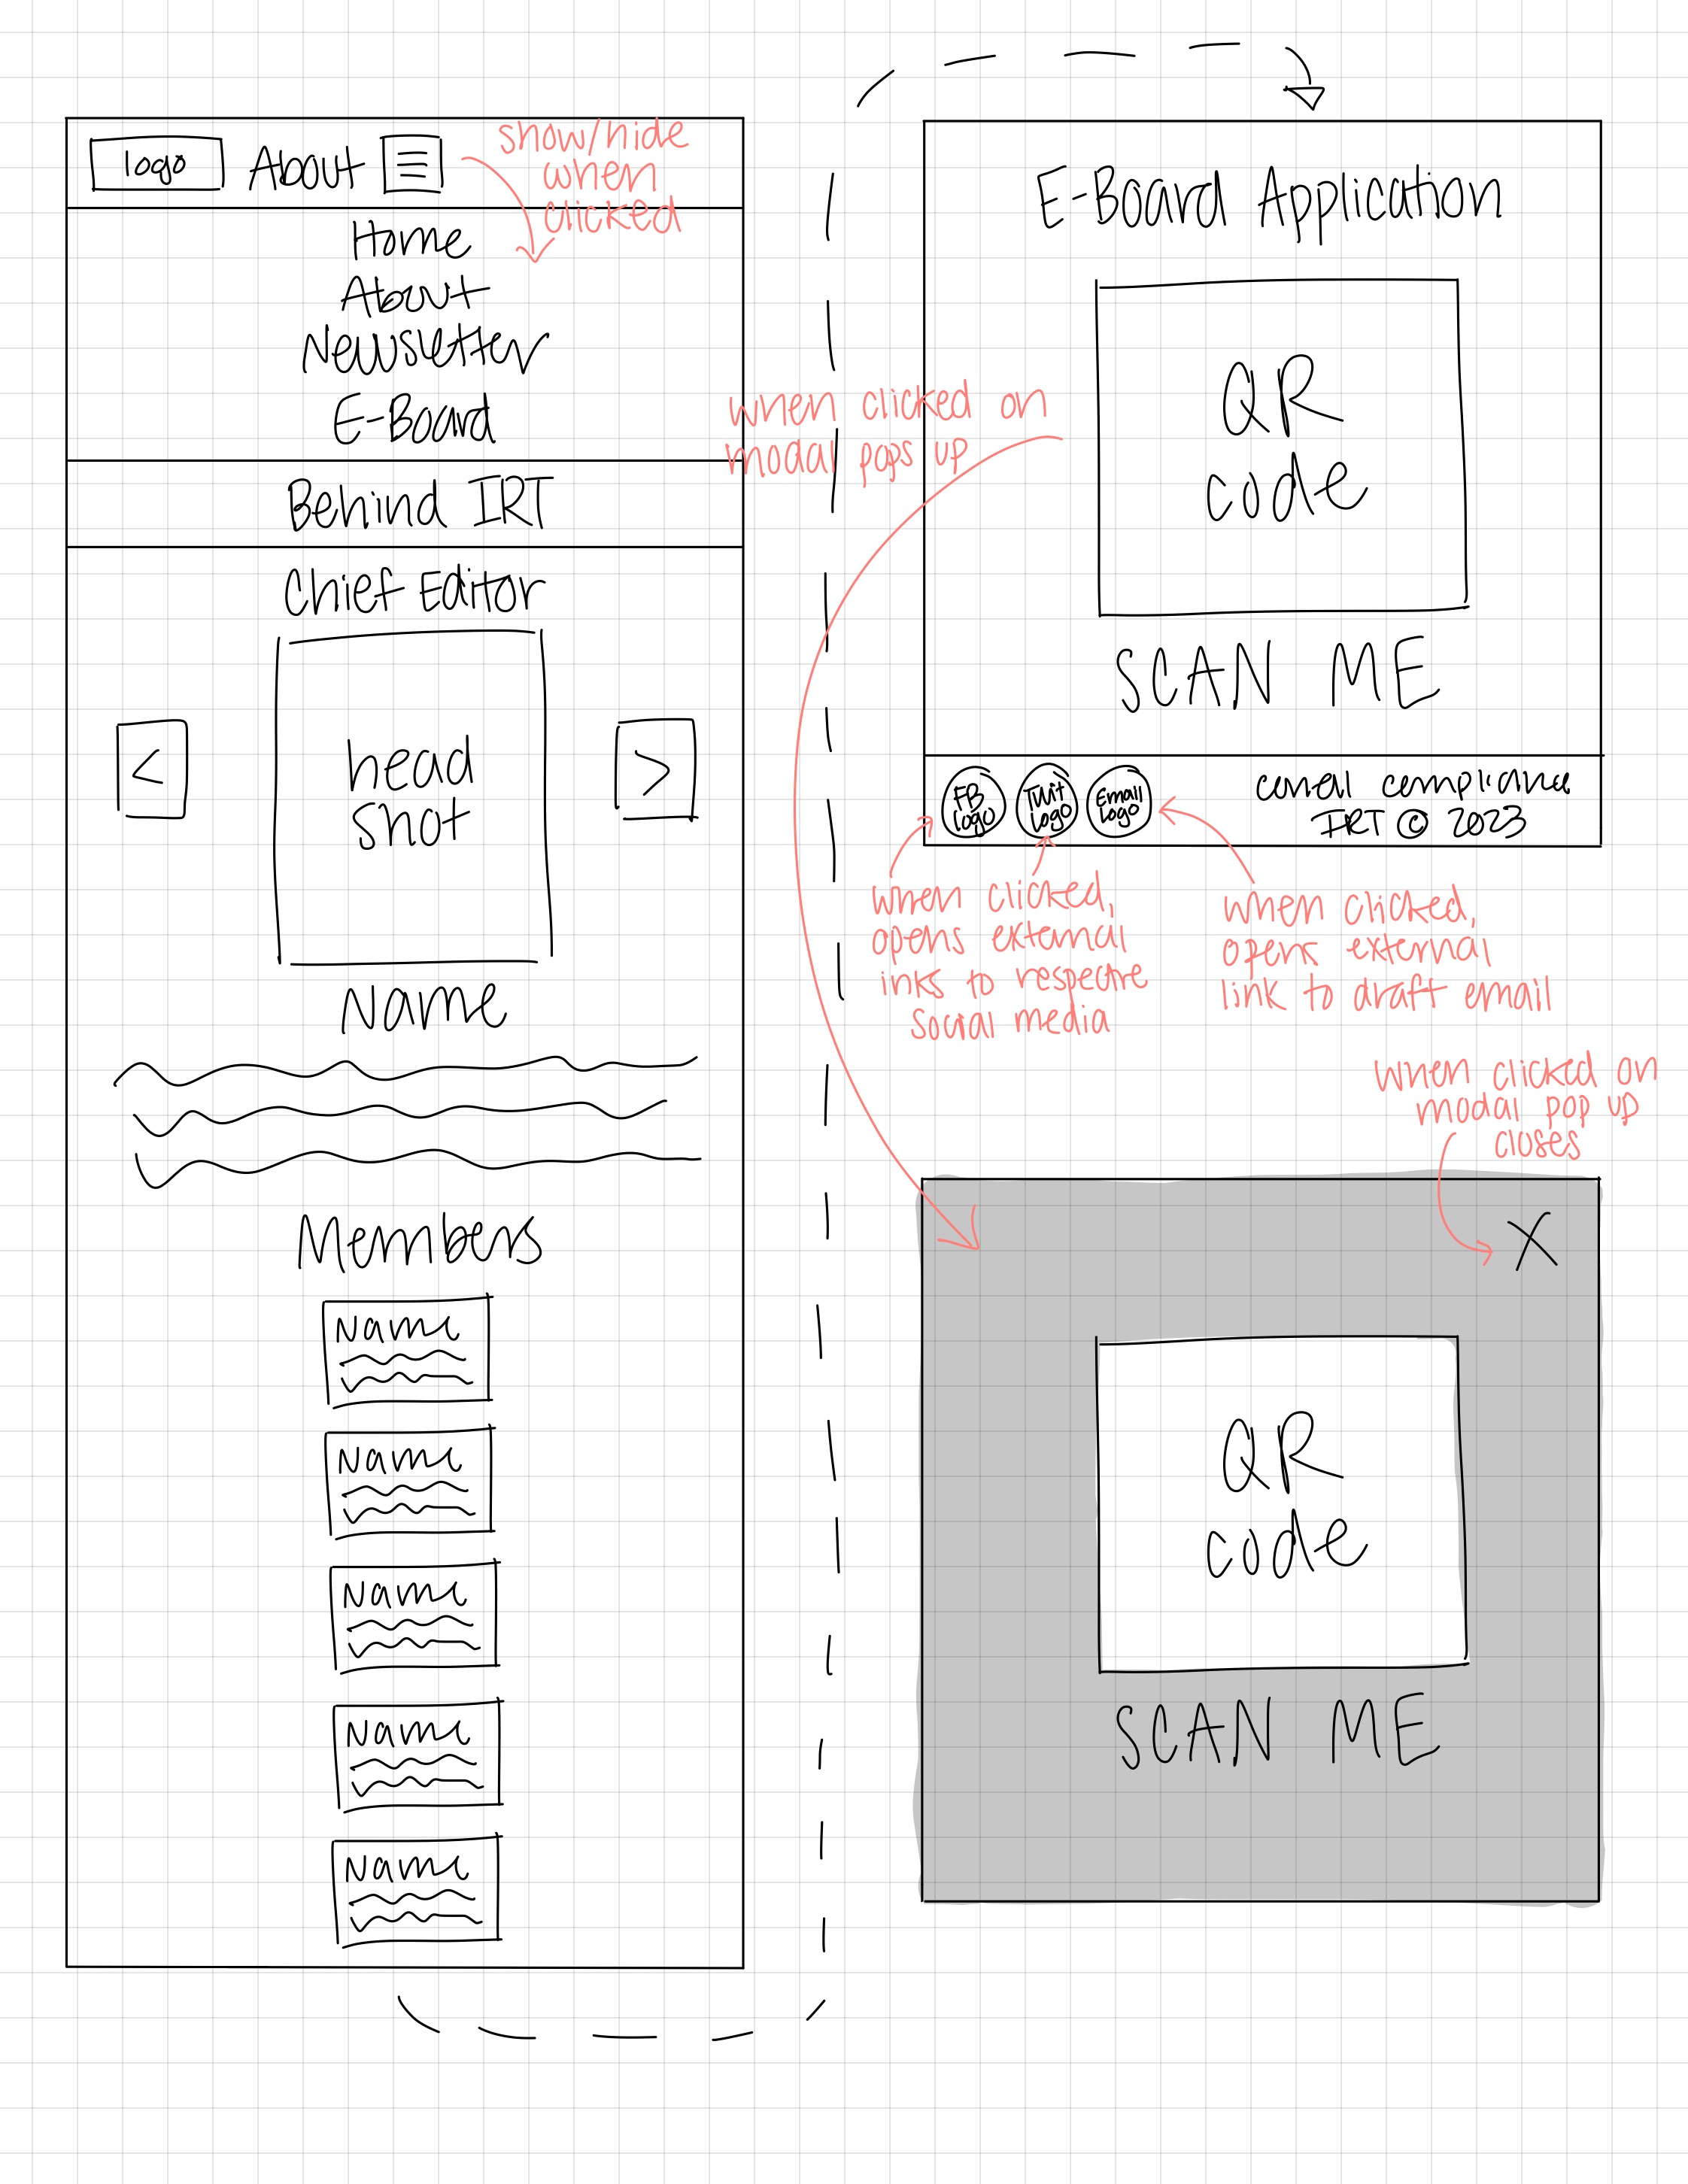 logo About
show/hide
when
clicked
Home
About
Newsletter
E-Board
Behind IRT
Chief Editor
<
head
shot
>
Name
Members
Name
Name
Name
Name
Name
E-Board Application
QR
code
SCAN ME
when clicked on
modal pops up
FB
logo
Twit
logo
Email
logo
compliance
IRT © 2023
when clicked,
opens external
inks to respective
social media
when clicked,
opens external
link to draft email
when clicked on
modal pop up
closes
X
QR
code
SCAN ME